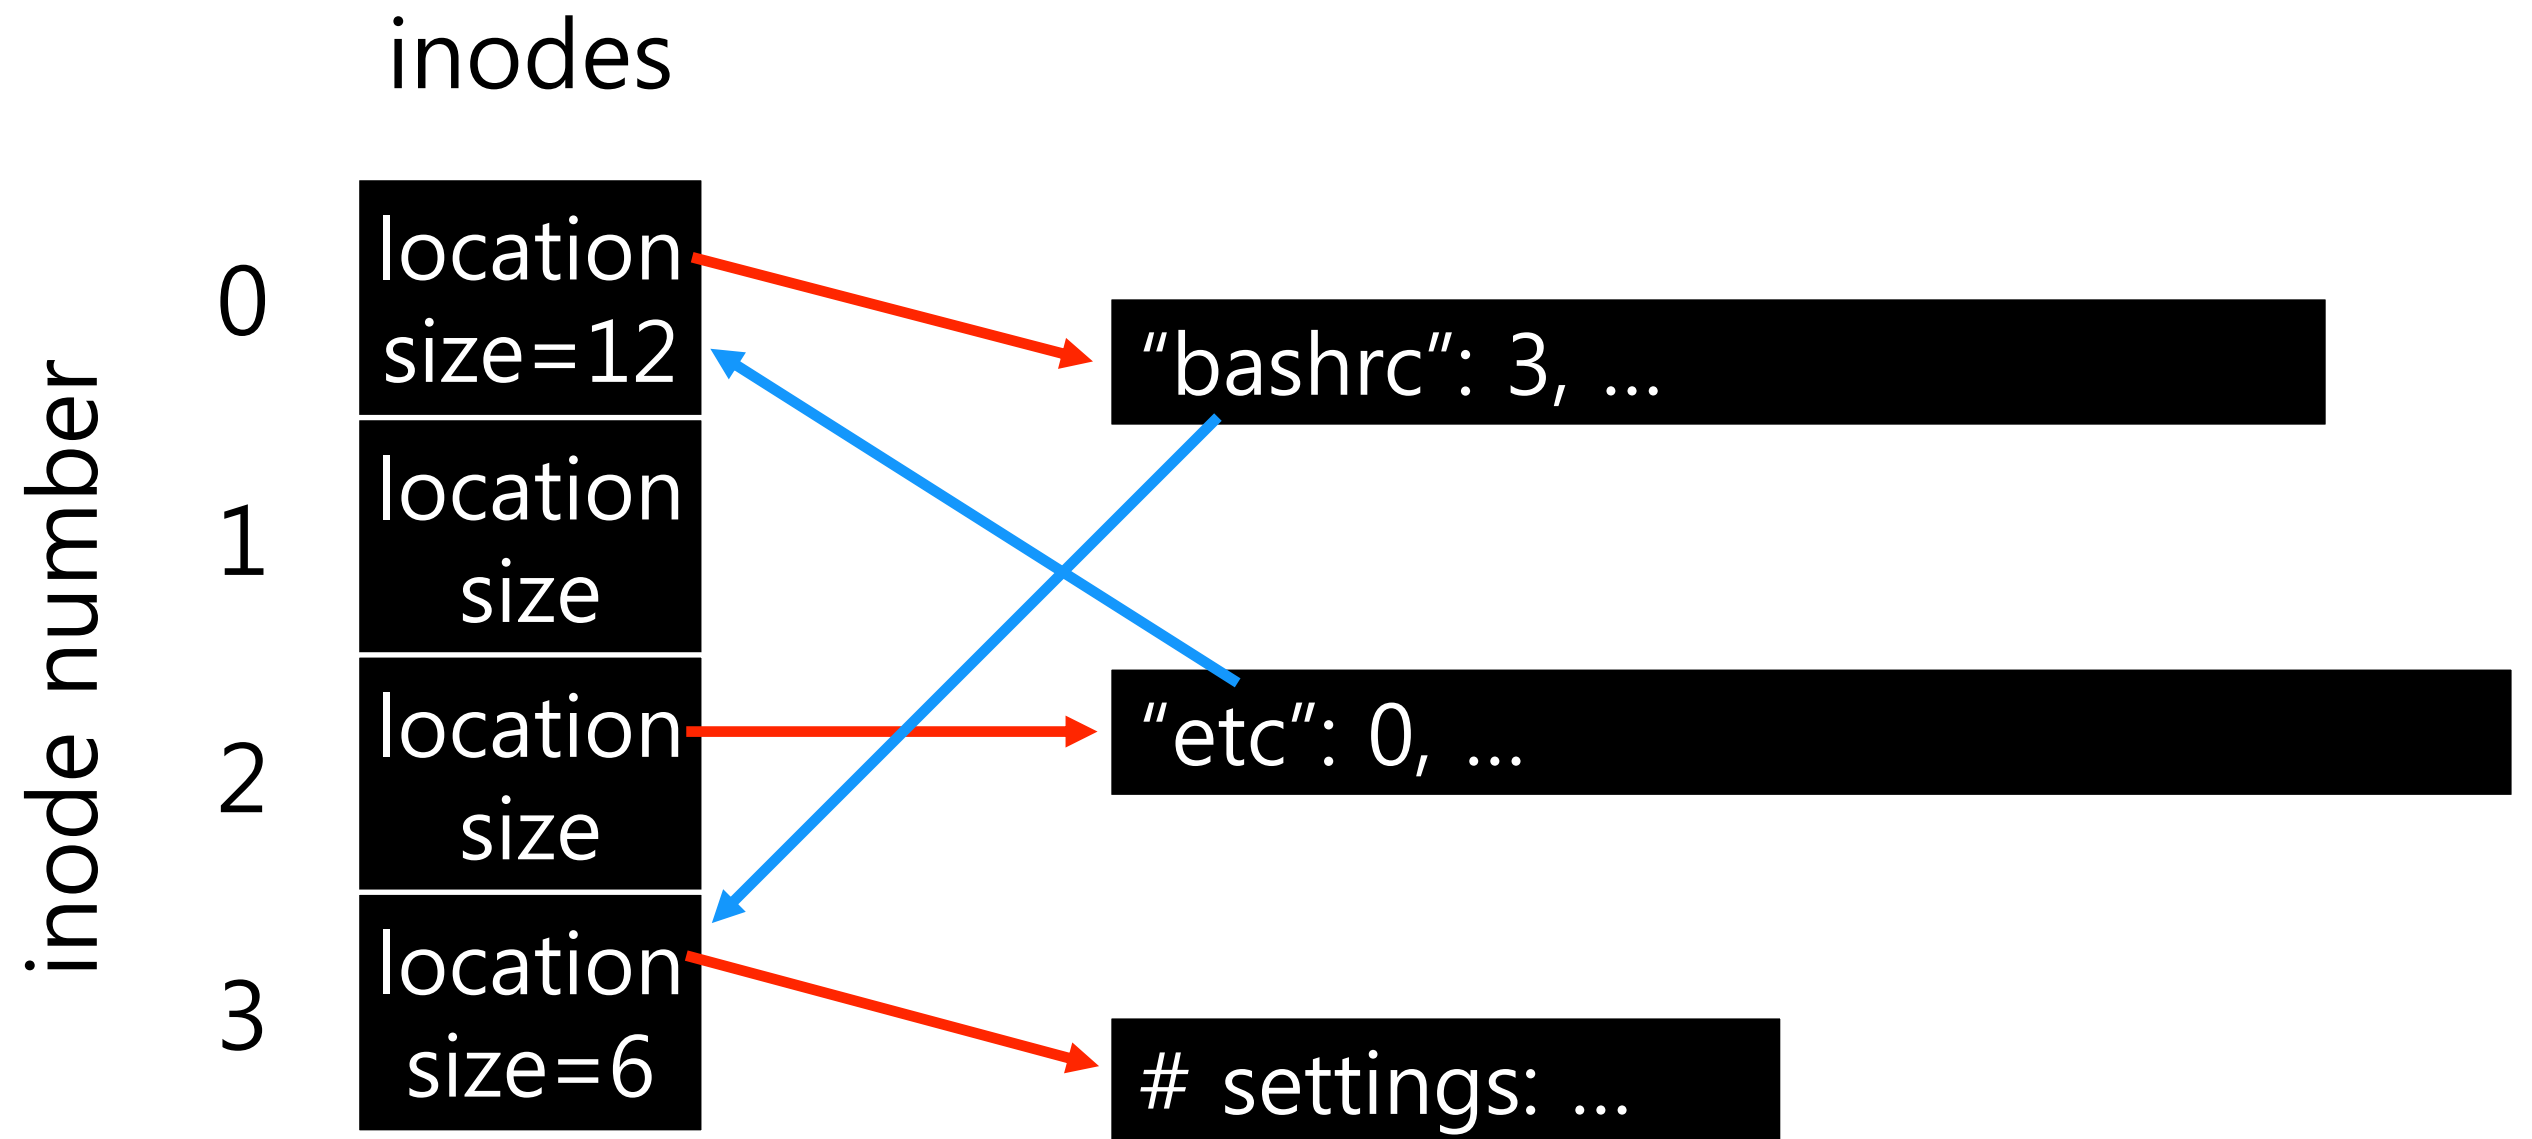 inodes
inode number
0
location
size=12
"bashrc": 3, ...
1
location
size
2
location
size
"etc": 0, ...
3
location
size=6
# settings: ...